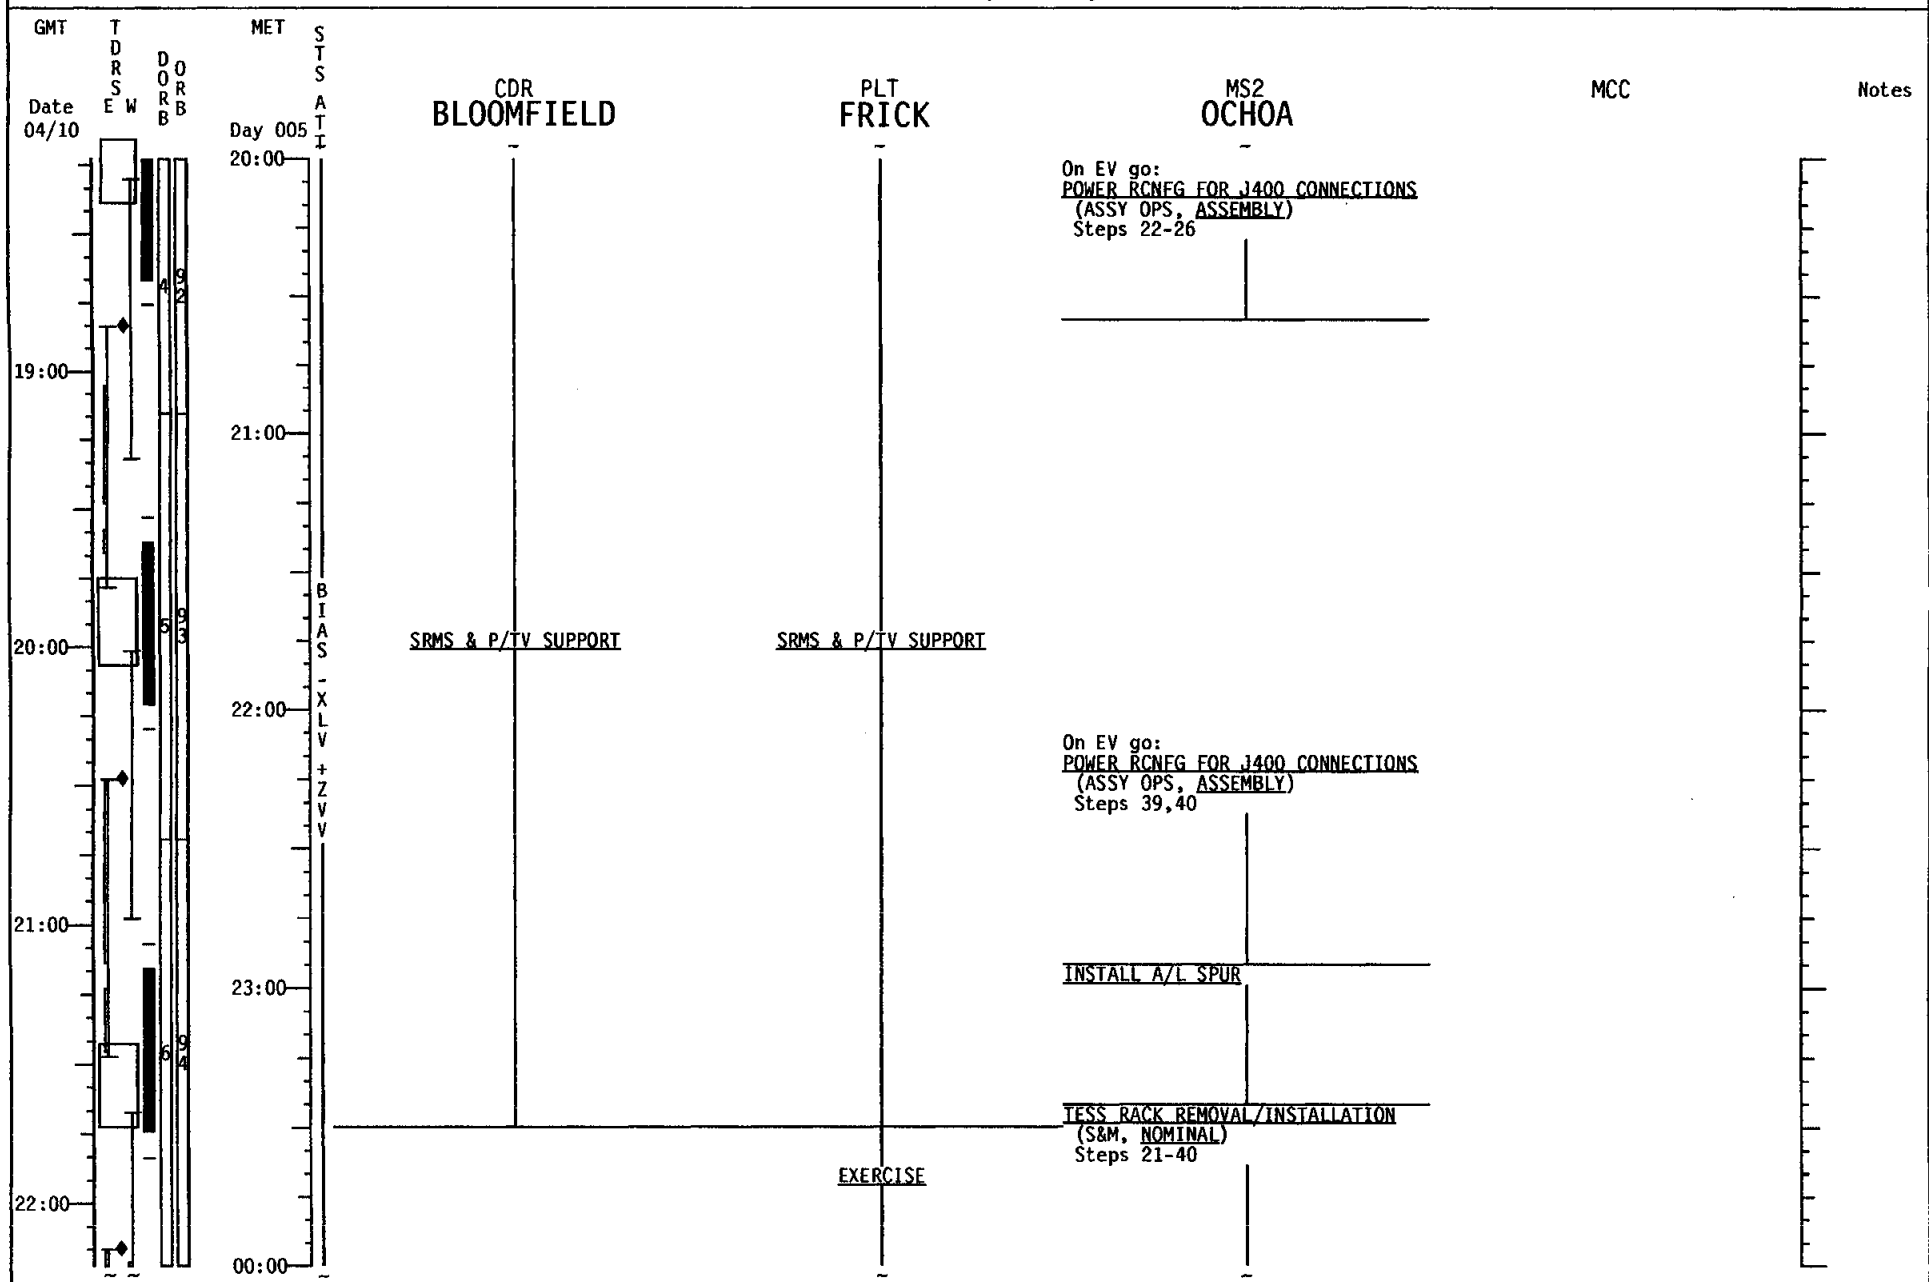 GMT
TDRS
E W
DORB
ORB
MET
STS ATT
CDR
BLOOMFIELD
PLT
FRICK
MS2
OCHOA
MCC
Notes
Date
04/10
Day 005
20:00
On EV go:
POWER RCNFG FOR J400 CONNECTIONS
(ASSY OPS, ASSEMBLY)
Steps 22-26
4
92
19:00
21:00
BIAS -XLV +ZVV
5
93
20:00
SRMS & P/TV SUPPORT
SRMS & P/TV SUPPORT
22:00
On EV go:
POWER RCNFG FOR J400 CONNECTIONS
(ASSY OPS, ASSEMBLY)
Steps 39,40
21:00
INSTALL A/L SPUR
23:00
6
94
TESS RACK REMOVAL/INSTALLATION
(S&M, NOMINAL)
Steps 21-40
EXERCISE
22:00
00:00